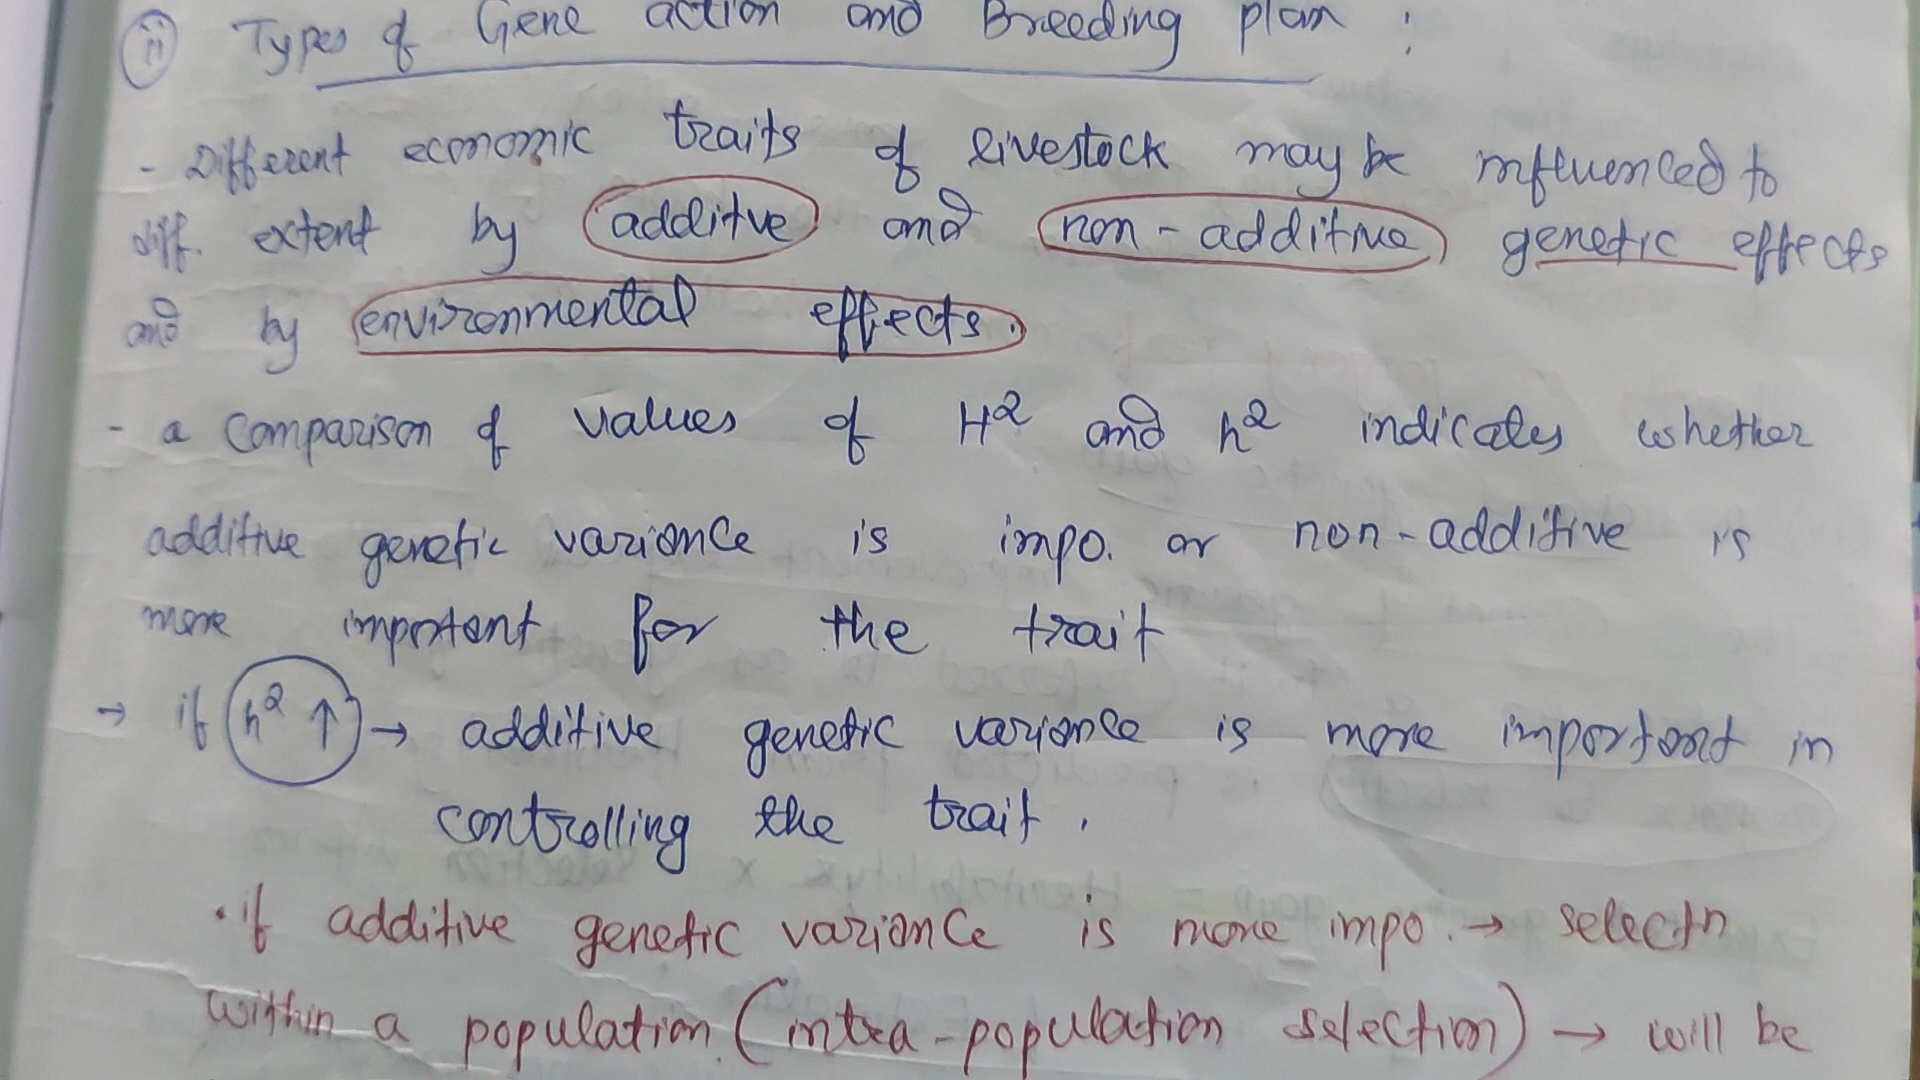 (ii) Types of Gene action and Breeding plan :
- Different economic traits of livestock may be influenced to
diff. extent by additve and non-additive genetic effects
and by environmental effects.
- a comparison of values of H² and h² indicates whether
additive genetic variance is impo. or non-additive is
more important for the trait
→ if h² ↑ → additive genetic variance is more important in
controlling the trait.
• if additive genetic variance is more impo. → selectn
within a population (intra-population selection) → will be